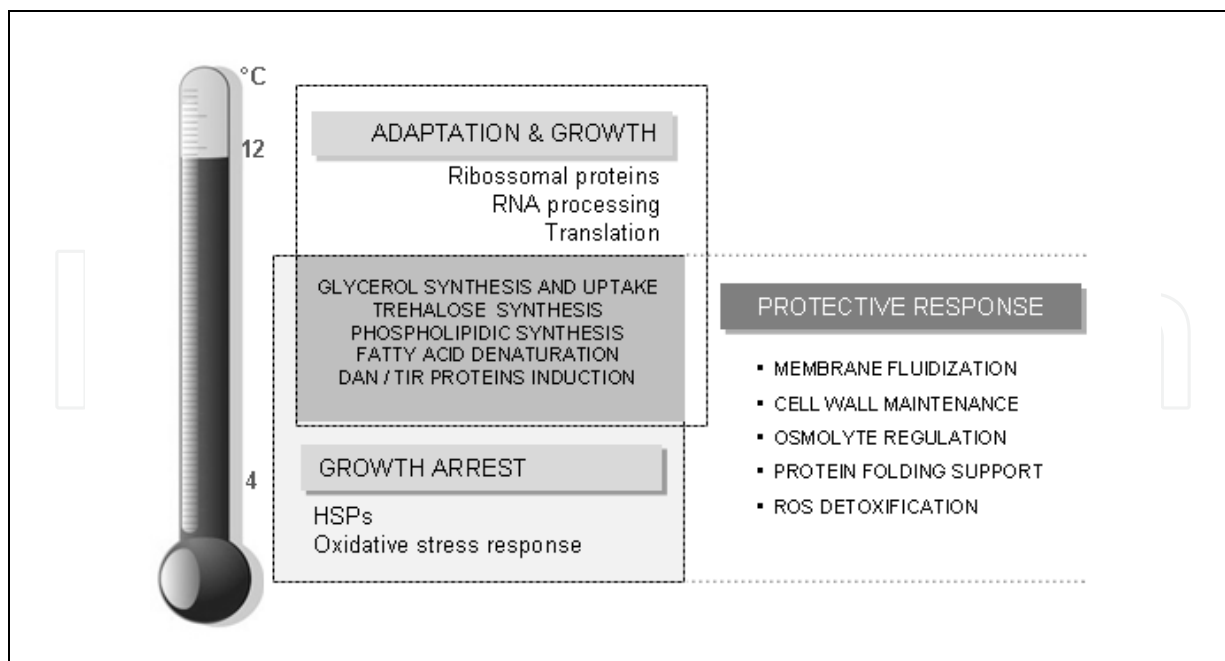 °C
12
4
ADAPTATION & GROWTH
Ribossomal proteins
RNA processing
Translation
GLYCEROL SYNTHESIS AND UPTAKE
TREHALOSE SYNTHESIS
PHOSPHOLIPIDIC SYNTHESIS
FATTY ACID DENATURATION
DAN / TIR PROTEINS INDUCTION
GROWTH ARREST
HSPs
Oxidative stress response
PROTECTIVE RESPONSE
▪ MEMBRANE FLUIDIZATION
▪ CELL WALL MAINTENANCE
▪ OSMOLYTE REGULATION
▪ PROTEIN FOLDING SUPPORT
▪ ROS DETOXIFICATION